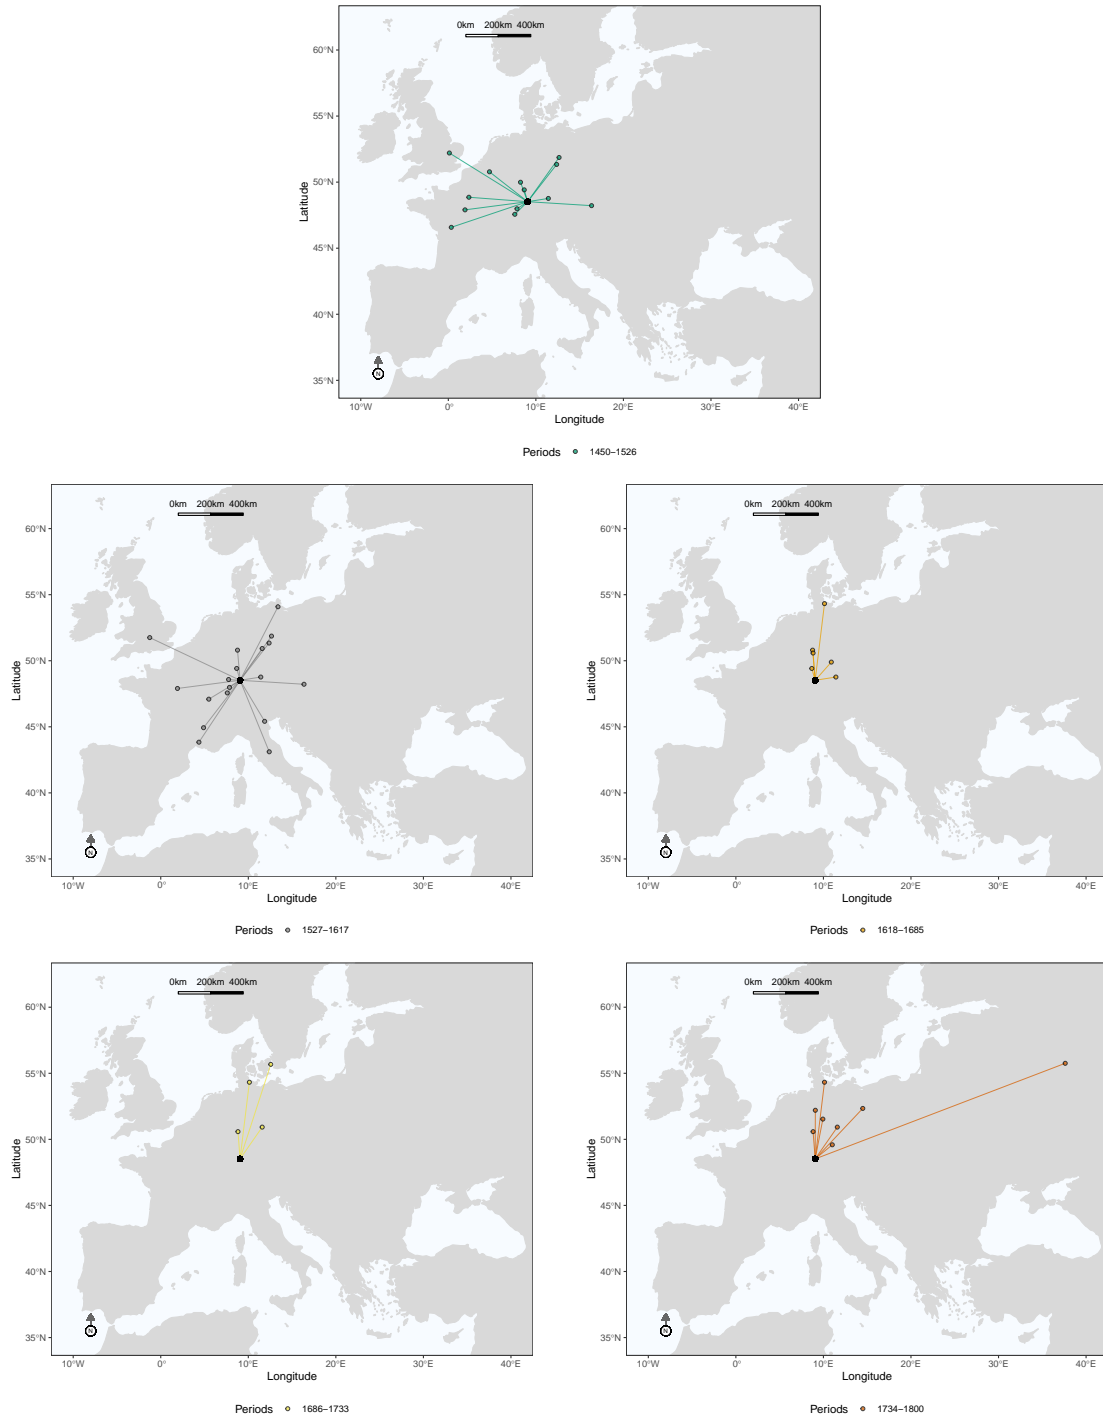 0km 200km 400km
60°N
55°N
50°N
45°N
40°N
35°N
Latitude
N
10°W 0° 10°E 20°E 30°E 40°E
Longitude
Periods 1450–1526
0km 200km 400km
60°N
55°N
50°N
45°N
40°N
35°N
Latitude
N
10°W 0° 10°E 20°E 30°E 40°E
Longitude
Periods 1527–1617
0km 200km 400km
60°N
55°N
50°N
45°N
40°N
35°N
Latitude
N
10°W 0° 10°E 20°E 30°E 40°E
Longitude
Periods 1618–1685
0km 200km 400km
60°N
55°N
50°N
45°N
40°N
35°N
Latitude
N
10°W 0° 10°E 20°E 30°E 40°E
Longitude
Periods 1686–1733
0km 200km 400km
60°N
55°N
50°N
45°N
40°N
35°N
Latitude
N
10°W 0° 10°E 20°E 30°E 40°E
Longitude
Periods 1734–1800